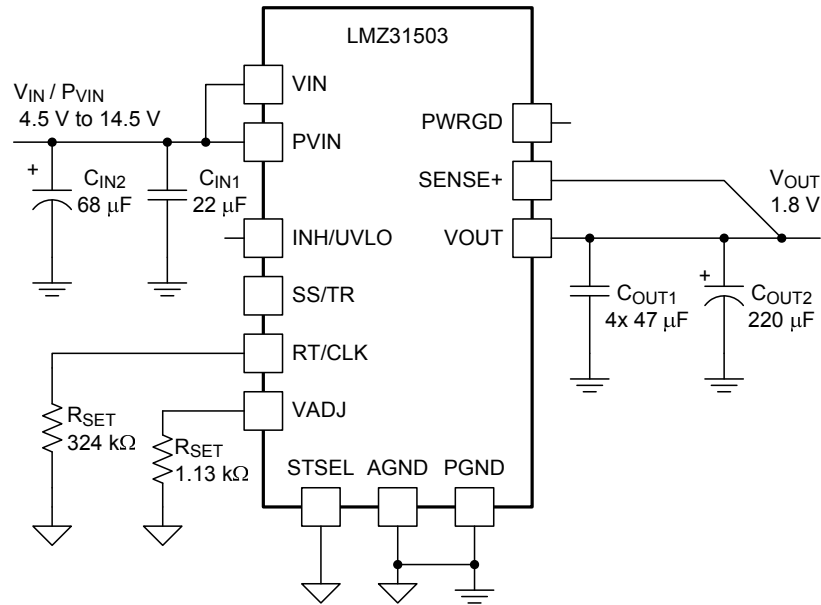 LMZ31503
VIN
VIN / PVIN
4.5 V to 14.5 V
PWRGD
PVIN
+
CIN2
68 μF
CIN1
22 μF
SENSE+
VOUT
1.8 V
INH/UVLO
VOUT
SS/TR
COUT1
4x 47 μF
+
COUT2
220 μF
RT/CLK
RSET
324 kΩ
VADJ
RSET
1.13 kΩ
STSEL
AGND
PGND